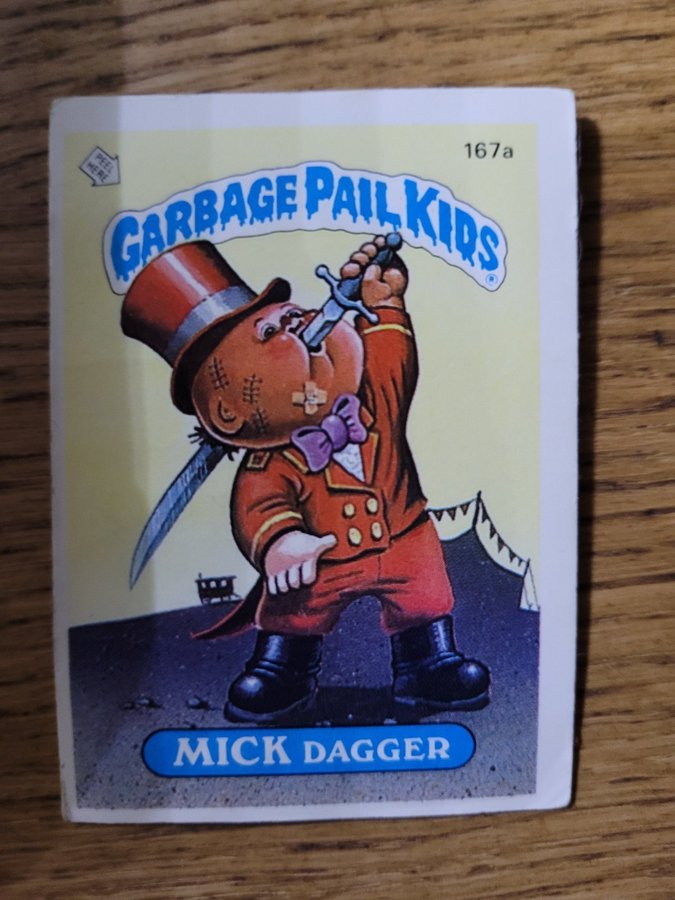 167a
PEEL
HERE
GARBAGE PAIL KIDS
®
MICK DAGGER